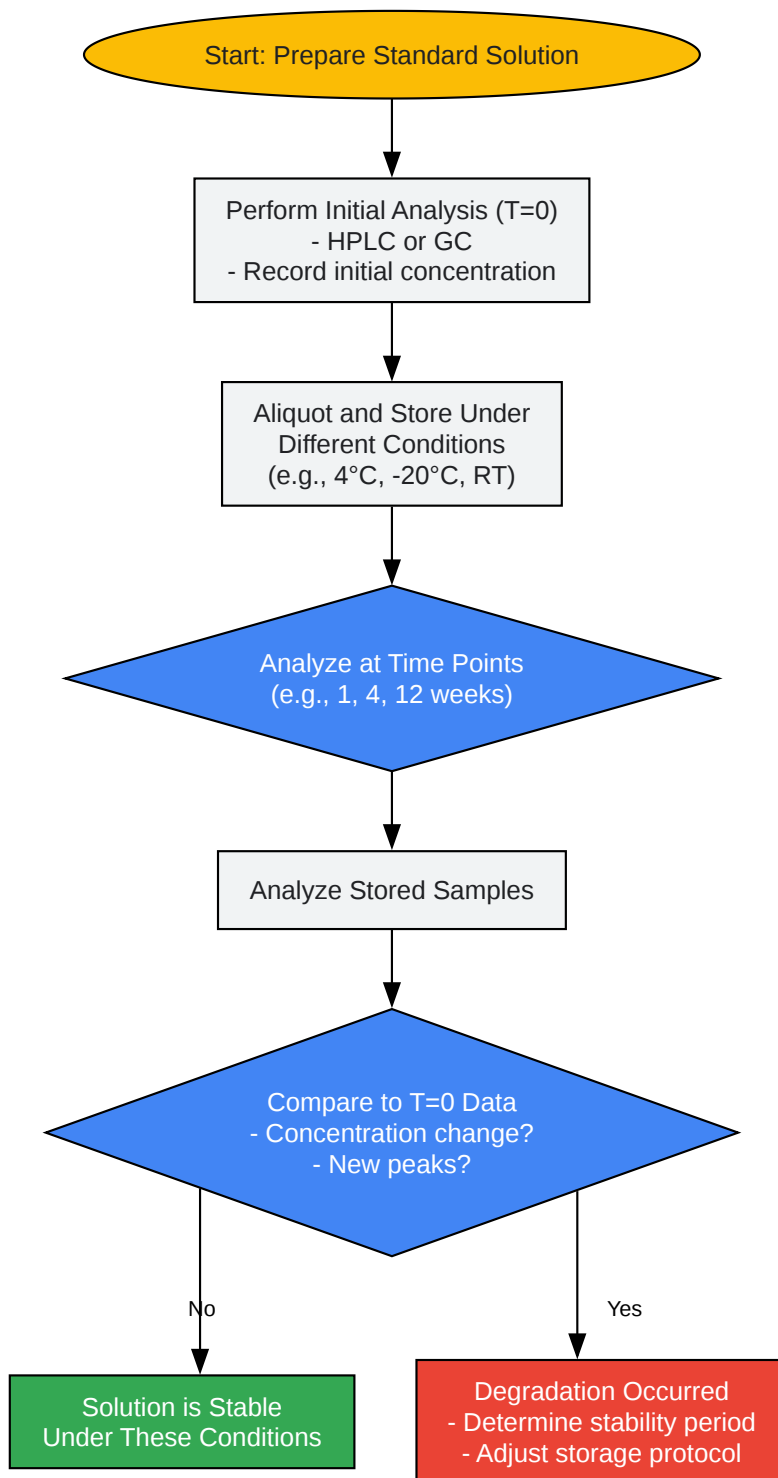 Start: Prepare Standard Solution
Perform Initial Analysis (T=0)
- HPLC or GC
- Record initial concentration
Aliquot and Store Under
Different Conditions
(e.g., 4°C, -20°C, RT)
Analyze at Time Points
(e.g., 1, 4, 12 weeks)
Analyze Stored Samples
Compare to T=0 Data
- Concentration change?
- New peaks?
No
Yes
Solution is Stable
Under These Conditions
Degradation Occurred
- Determine stability period
- Adjust storage protocol